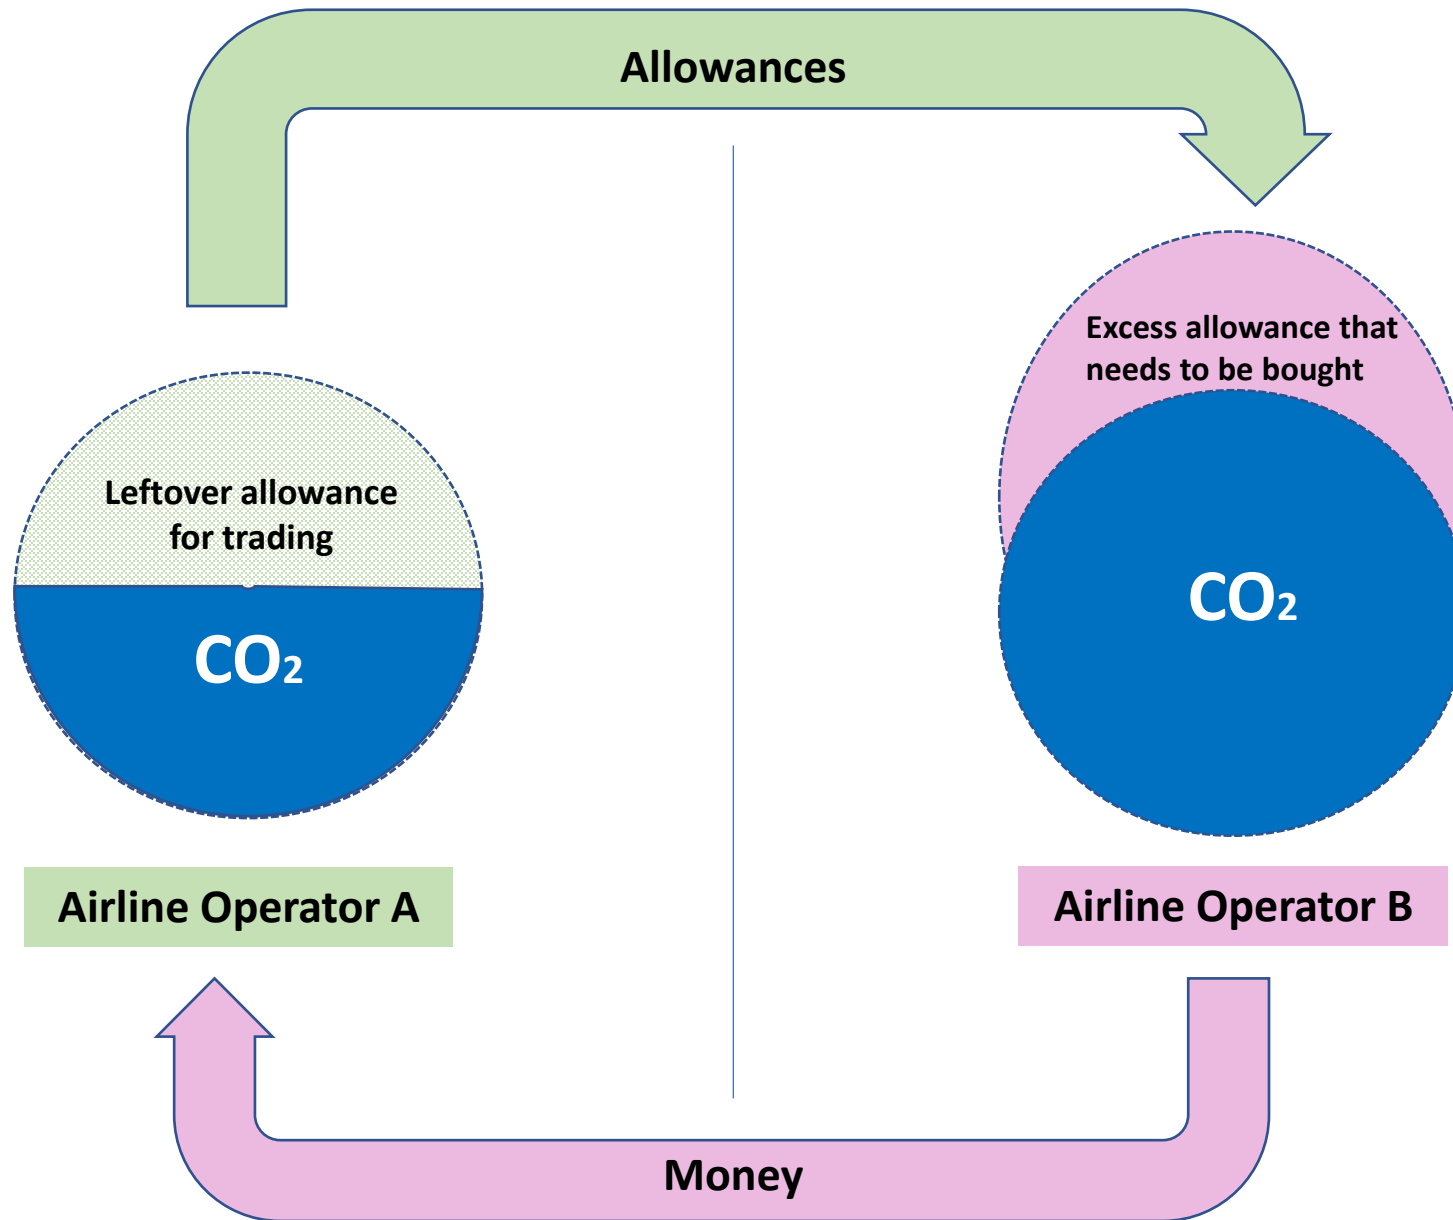 Allowances
Excess allowance that
needs to be bought
Leftover allowance
for trading
CO₂
CO₂
Airline Operator A
Airline Operator B
Money